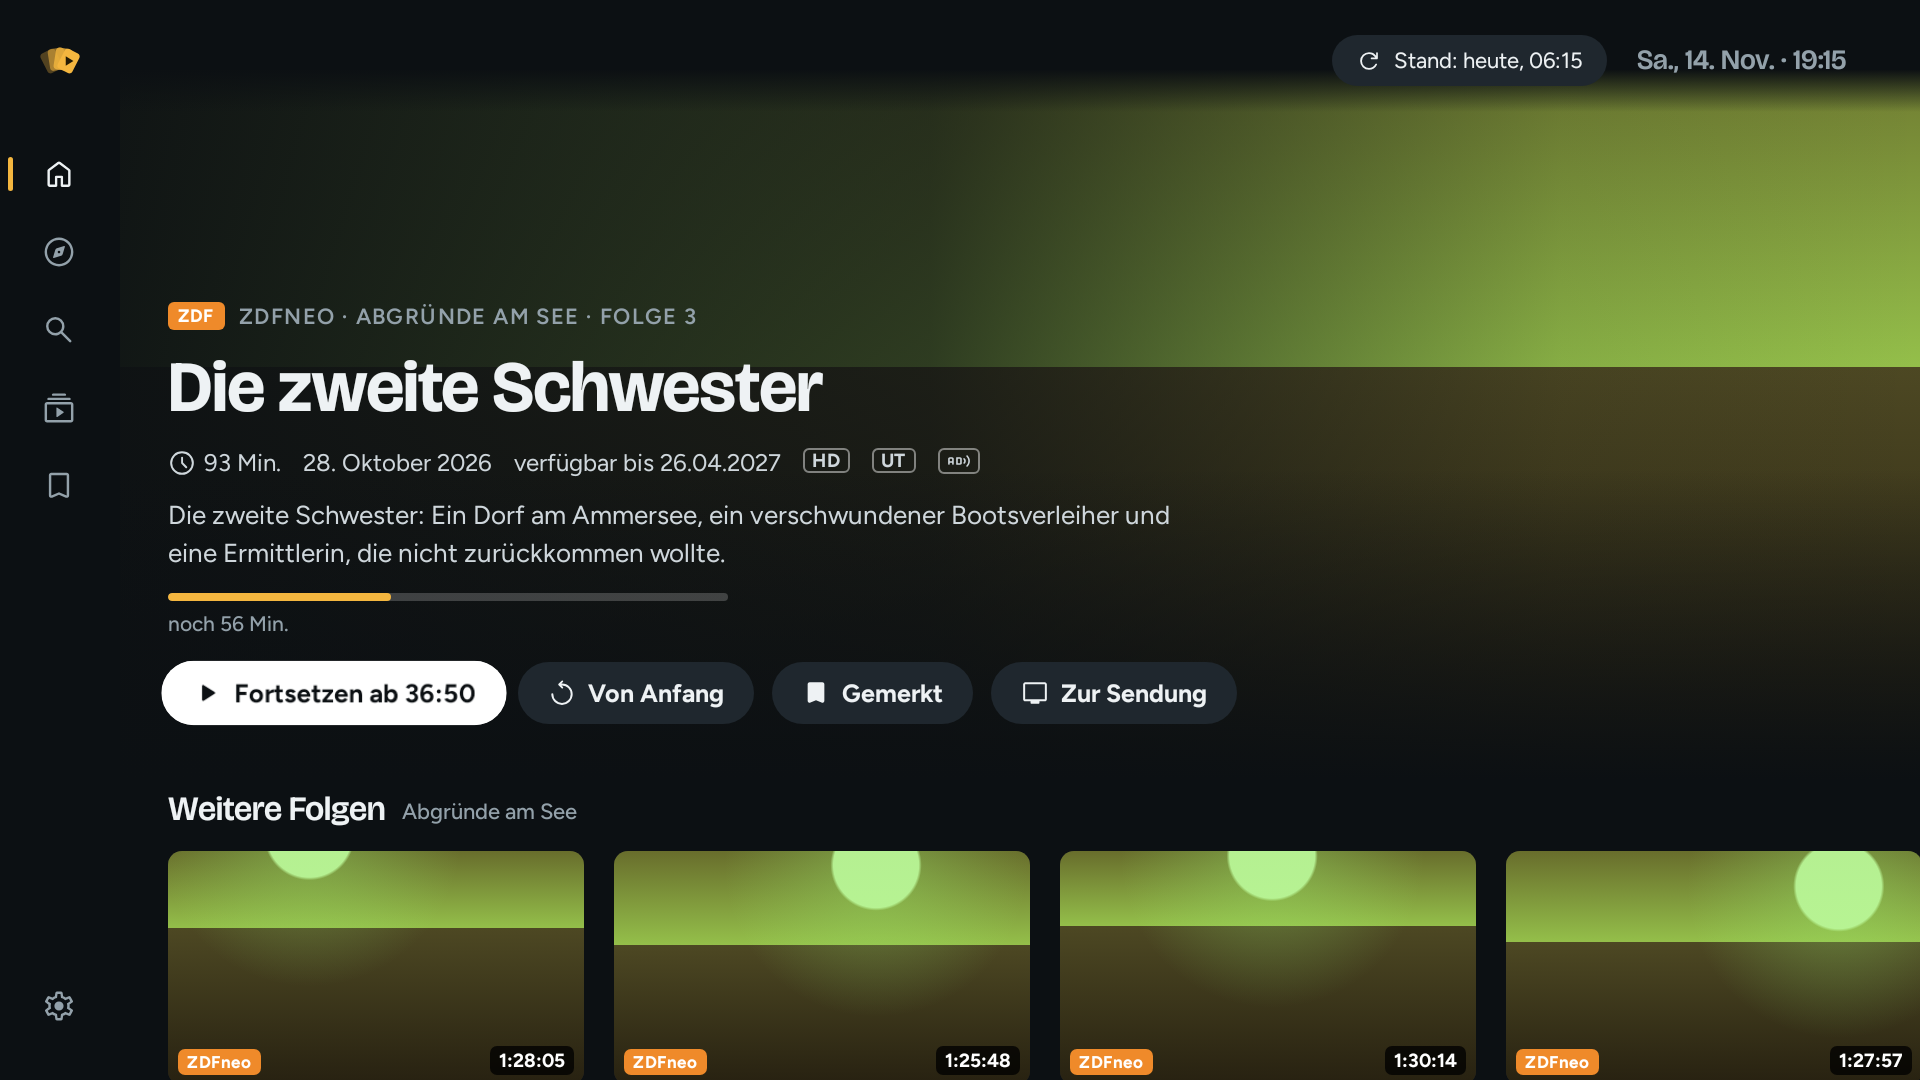 Stand: heute, 06:15
Sa., 14. Nov. · 19:15
ZDF ZDFNEO · ABGRÜNDE AM SEE · FOLGE 3
Die zweite Schwester
93 Min. 28. Oktober 2026 verfügbar bis 26.04.2027 HD UT AD
Die zweite Schwester: Ein Dorf am Ammersee, ein verschwundener Bootsverleiher und
eine Ermittlerin, die nicht zurückkommen wollte.
noch 56 Min.
Fortsetzen ab 36:50
Von Anfang
Gemerkt
Zur Sendung
Weitere Folgen Abgründe am See
ZDFneo 1:28:05
ZDFneo 1:25:48
ZDFneo 1:30:14
ZDFneo 1:27:57